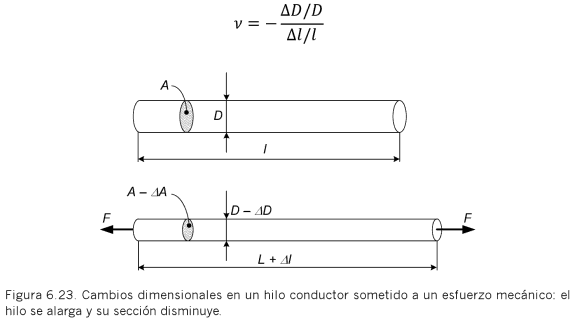 ν = − ΔD/D
Δl/l
A
D
l
A – ΔA
D – ΔD
F
F
L + Δl
Figura 6.23. Cambios dimensionales en un hilo conductor sometido a un esfuerzo mecánico: el
hilo se alarga y su sección disminuye.